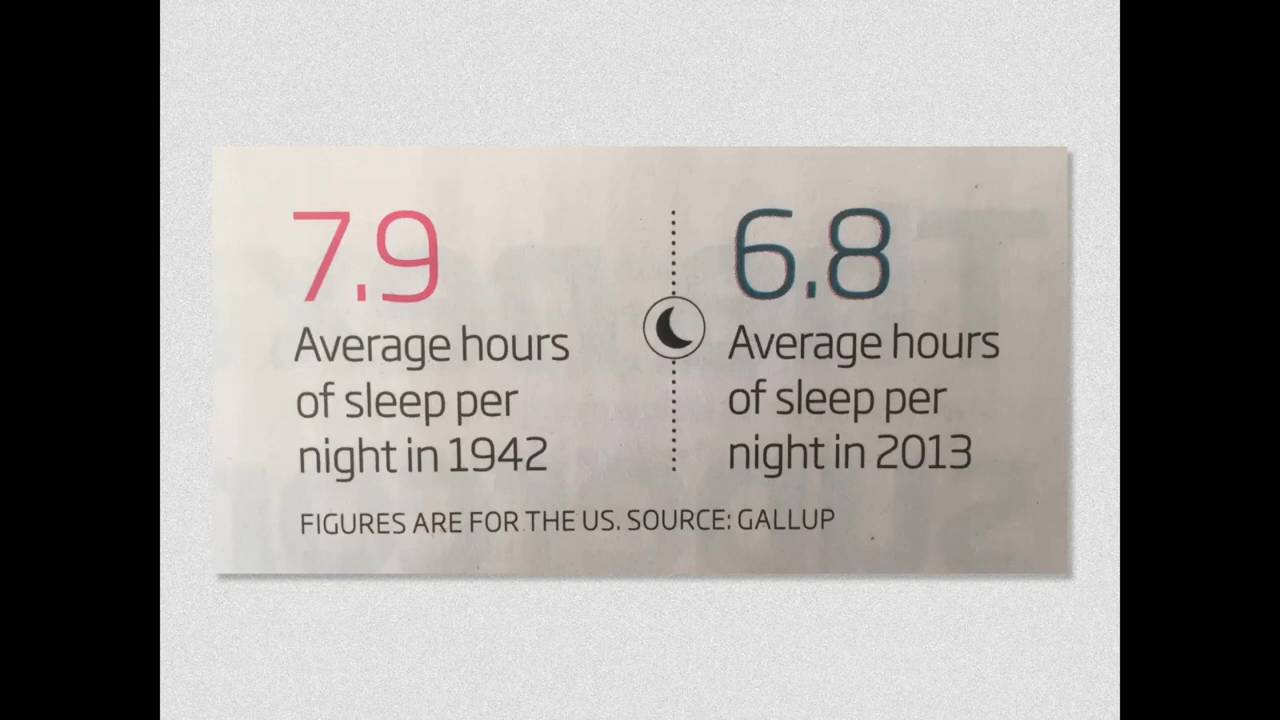 7.9
Average hours
of sleep per
night in 1942
6.8
Average hours
of sleep per
night in 2013
FIGURES ARE FOR THE US. SOURCE: GALLUP